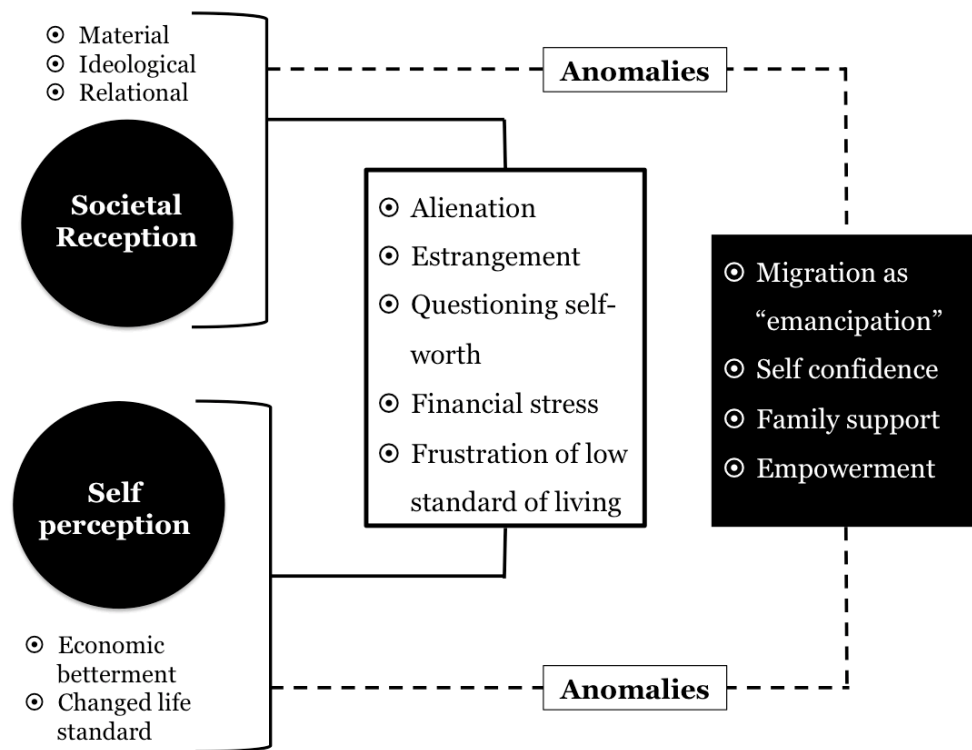 Material
Ideological
Relational
Societal
Reception
Anomalies
Alienation
Estrangement
Questioning self-
worth
Financial stress
Frustration of low
standard of living
Migration as
“emancipation”
Self confidence
Family support
Empowerment
Self
perception
Economic
betterment
Changed life
standard
Anomalies